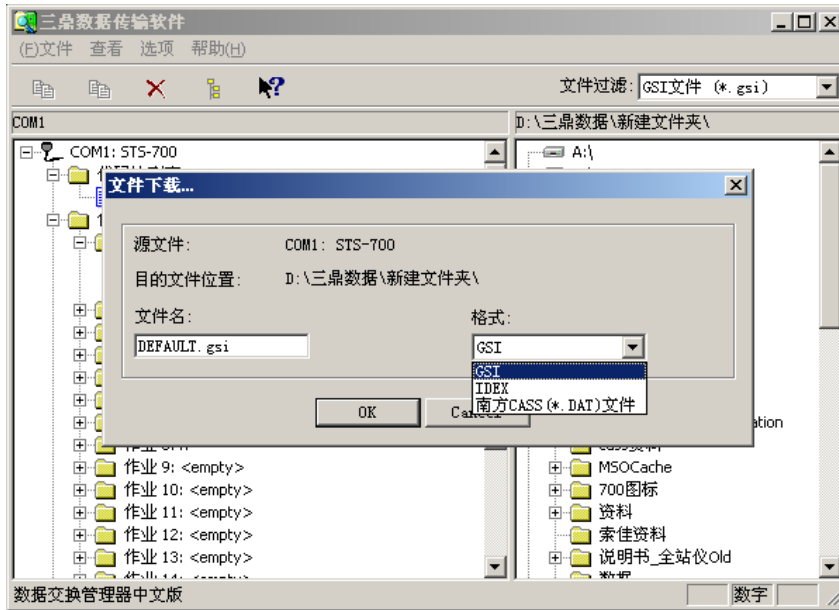 三鼎数据传输软件
(F)文件 查看 选项 帮助(H)
文件过滤: GSI文件 (*.gsi)
COM1
D:\三鼎数据\新建文件夹\
COM1: STS-700
A:\
文件下载...
源文件: COM1: STS-700
目的文件位置: D:\三鼎数据\新建文件夹\
文件名:
格式:
DEFAULT.gsi
GSI
GSI
IDEX
南方CASS(*.DAT)文件
OK
作业 9: <empty>
MSOCache
作业 10: <empty>
700图标
作业 11: <empty>
资料
作业 12: <empty>
索佳资料
作业 13: <empty>
说明书_全站仪Old
数据交换管理器中文版
数字